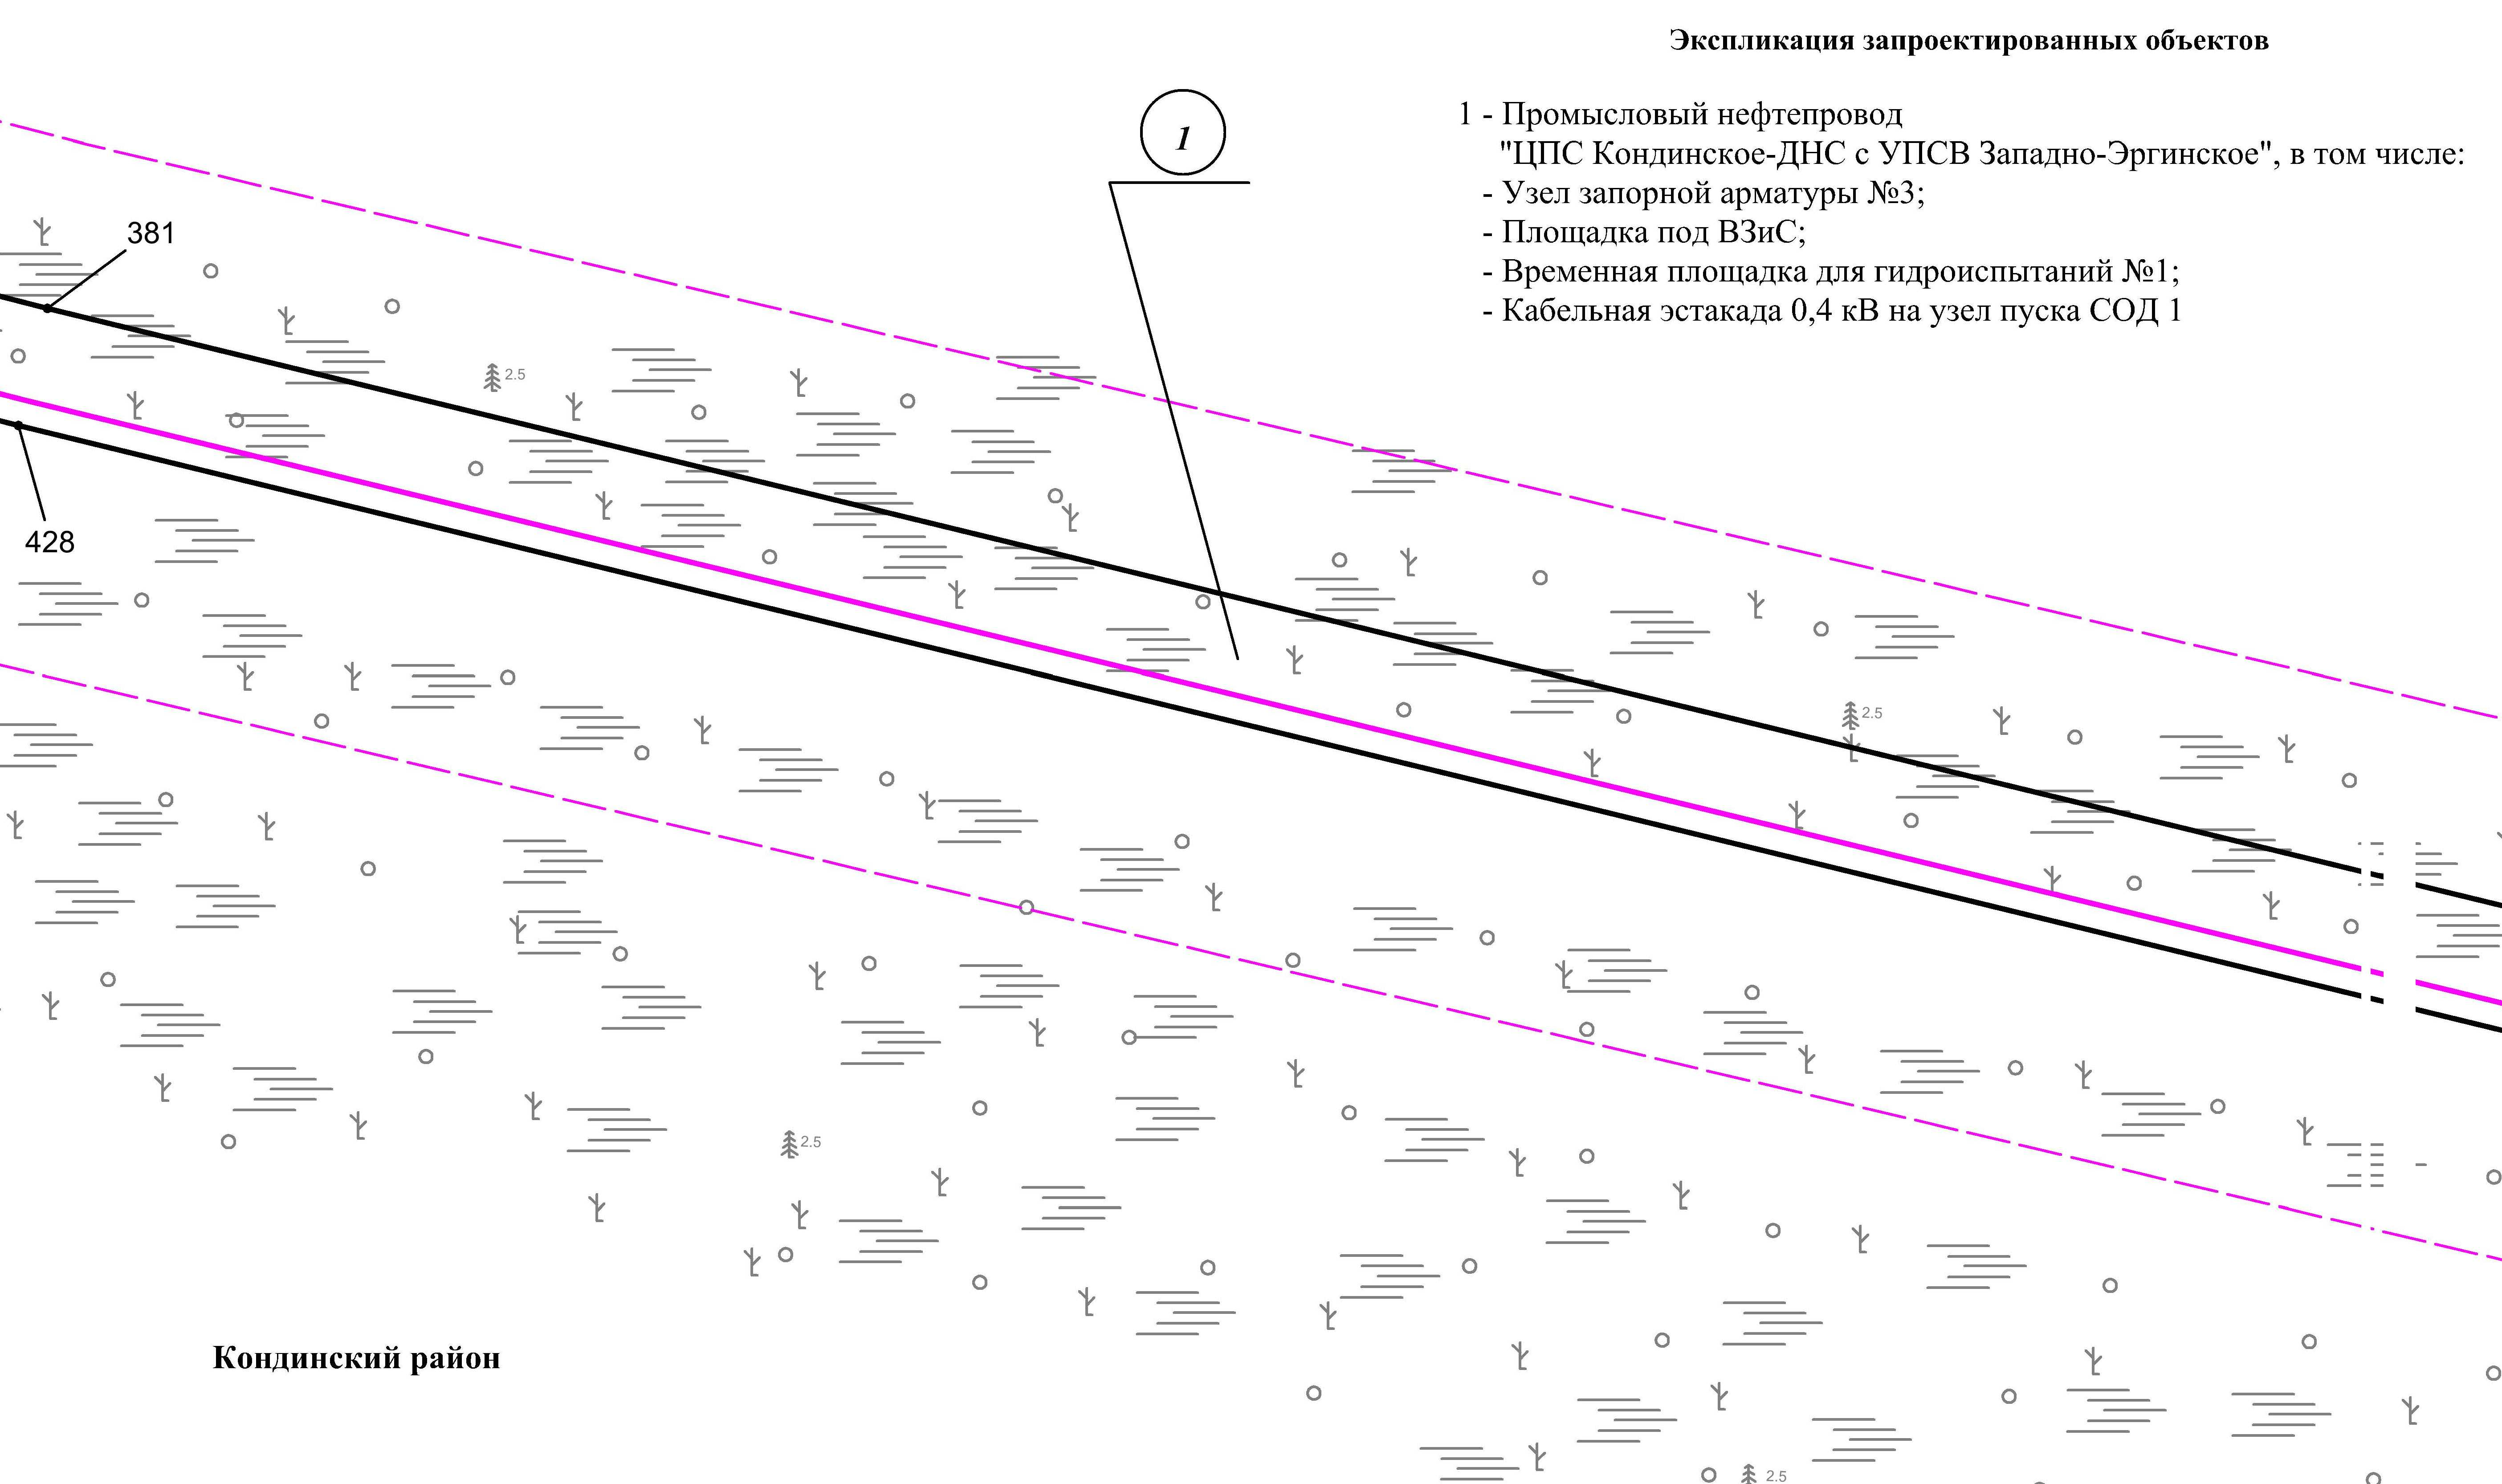 Экспликация запроектированных объектов
1
1 - Промысловый нефтепровод
"ЦПС Кондинское-ДНС с УПСВ Западно-Эргинское", в том числе:
- Узел запорной арматуры №3;
- Площадка под ВЗиС;
- Временная площадка для гидроиспытаний №1;
- Кабельная эстакада 0,4 кВ на узел пуска СОД 1
381
2.5
428
2.5
2.5
Кондинский район
2.5